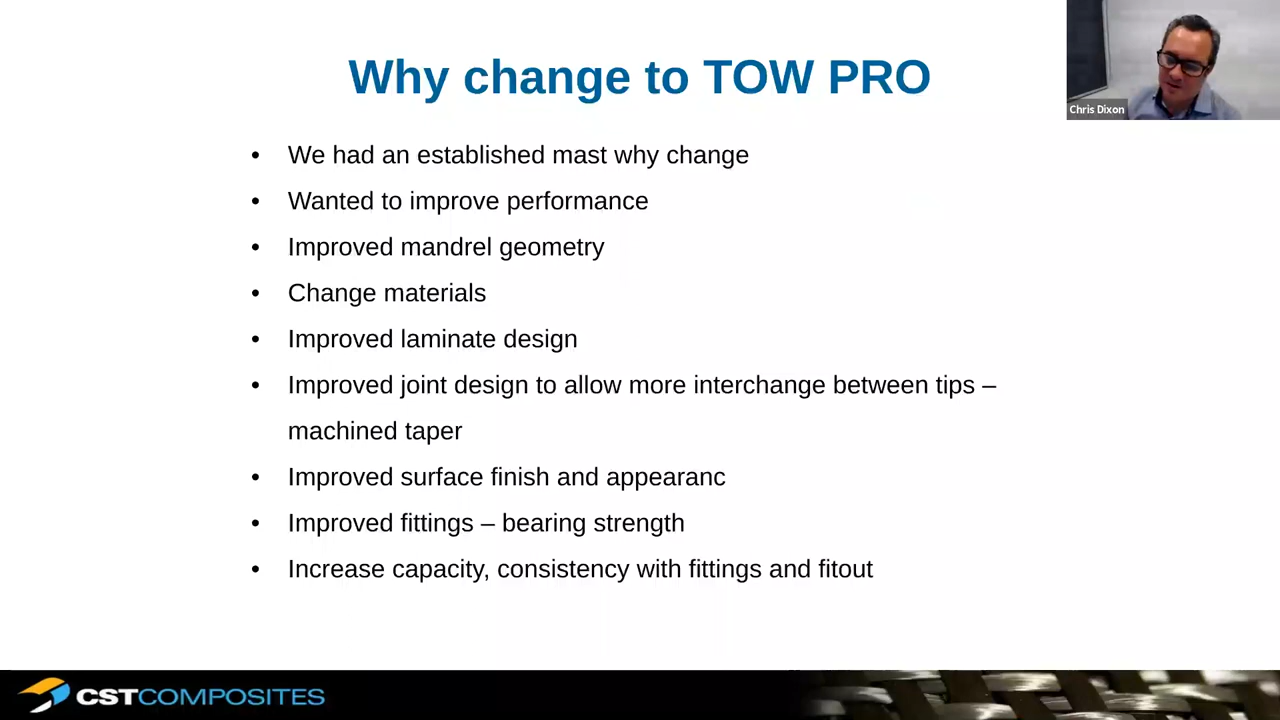 Why change to TOW PRO
Chris Dixon
• We had an established mast why change
• Wanted to improve performance
• Improved mandrel geometry
• Change materials
• Improved laminate design
• Improved joint design to allow more interchange between tips –
machined taper
• Improved surface finish and appearanc
• Improved fittings – bearing strength
• Increase capacity, consistency with fittings and fitout
CSTCOMPOSITES